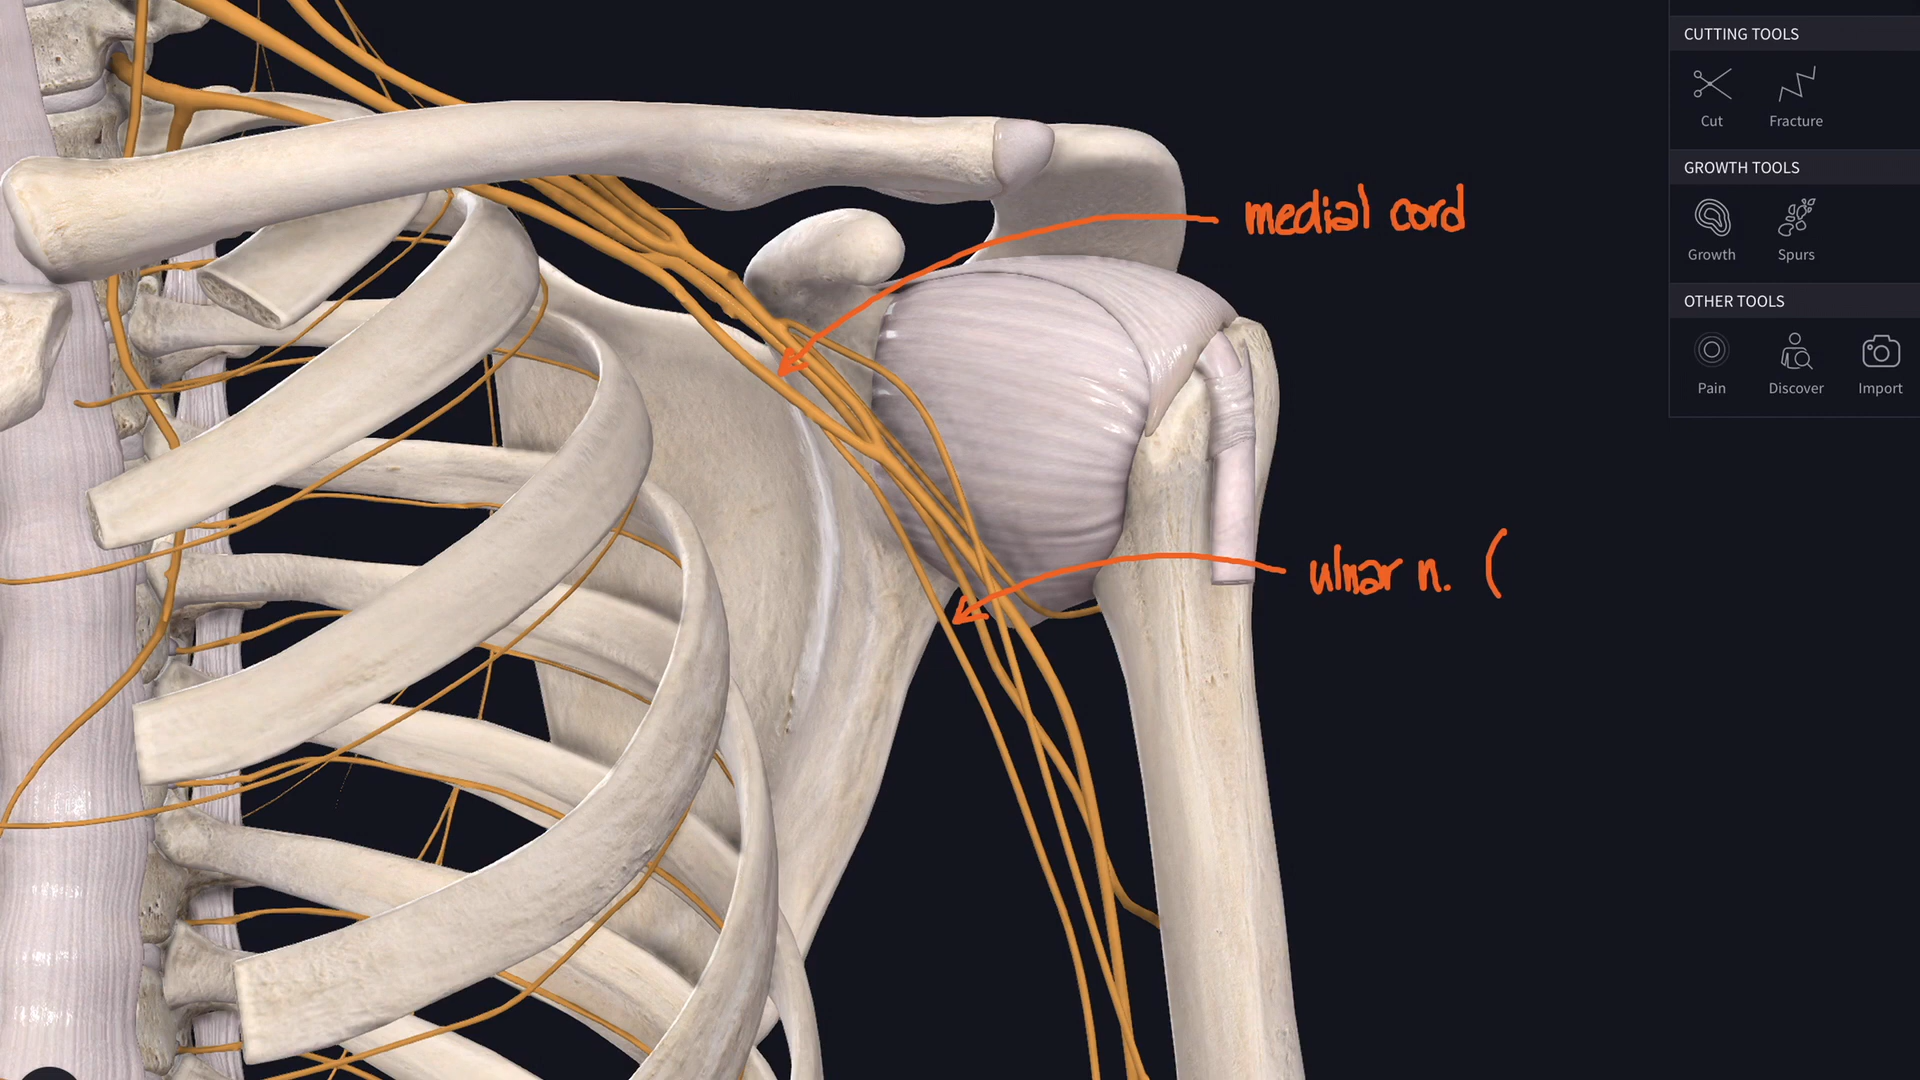 CUTTING TOOLS
Cut Fracture
GROWTH TOOLS
Growth Spurs
OTHER TOOLS
Pain Discover Import
medial cord
ulnar n. (